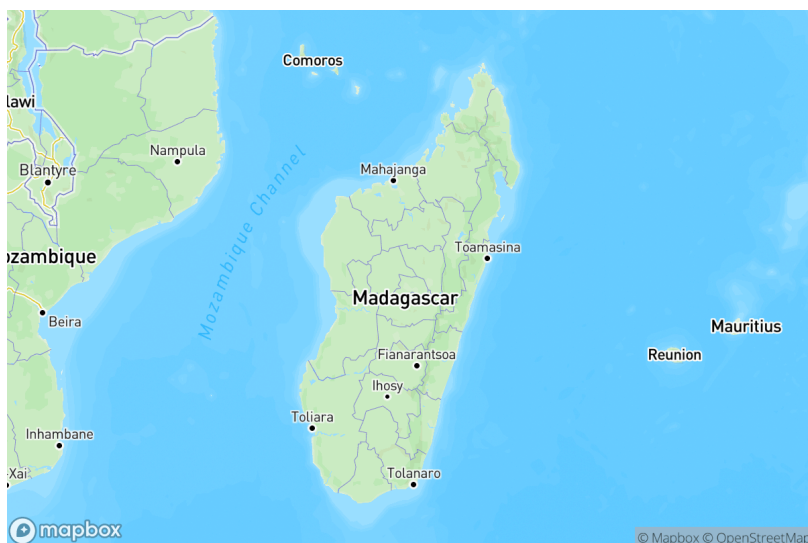 Comoros
lawi
Nampula
Blantyre
Mahajanga
Mozambique Channel
Toamasina
ozambique
Madagascar
Beira
Mauritius
Reunion
Fianarantsoa
Ihosy
Toliara
Inhambane
-Xai
Tolanaro
mapbox
© Mapbox © OpenStreetMap